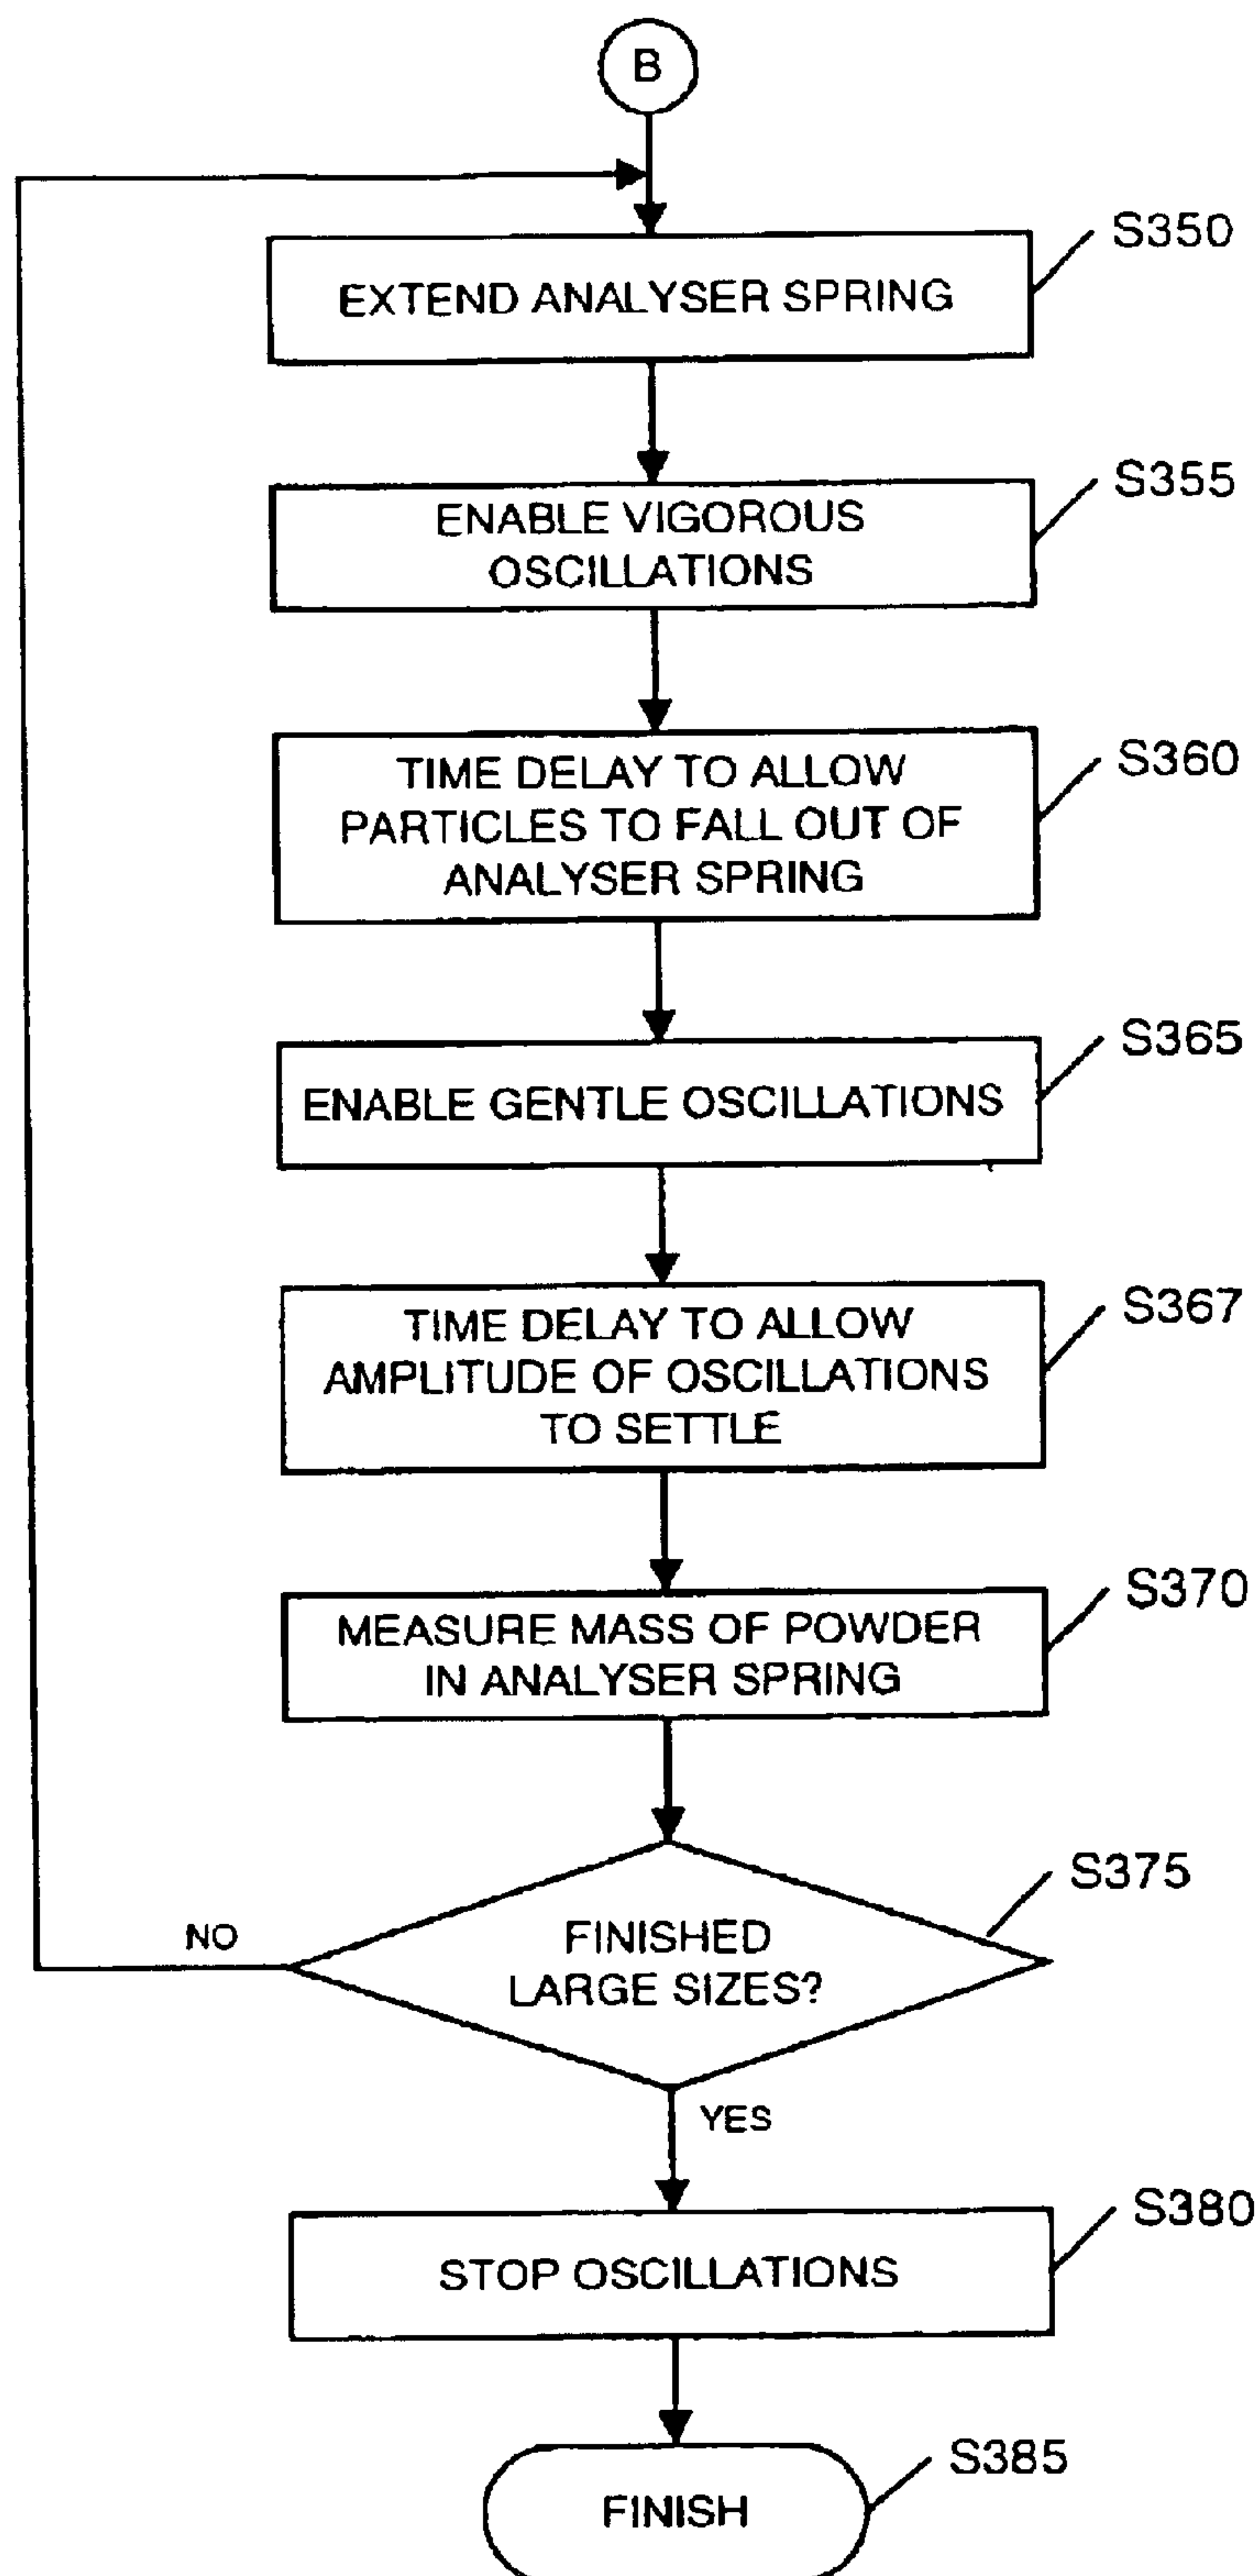 B
S350
EXTEND ANALYSER SPRING
S355
ENABLE VIGOROUS
OSCILLATIONS
S360
TIME DELAY TO ALLOW
PARTICLES TO FALL OUT OF
ANALYSER SPRING
S365
ENABLE GENTLE OSCILLATIONS
S367
TIME DELAY TO ALLOW
AMPLITUDE OF OSCILLATIONS
TO SETTLE
S370
MEASURE MASS OF POWDER
IN ANALYSER SPRING
S375
FINISHED
LARGE SIZES?
NO
YES
S380
STOP OSCILLATIONS
S385
FINISH